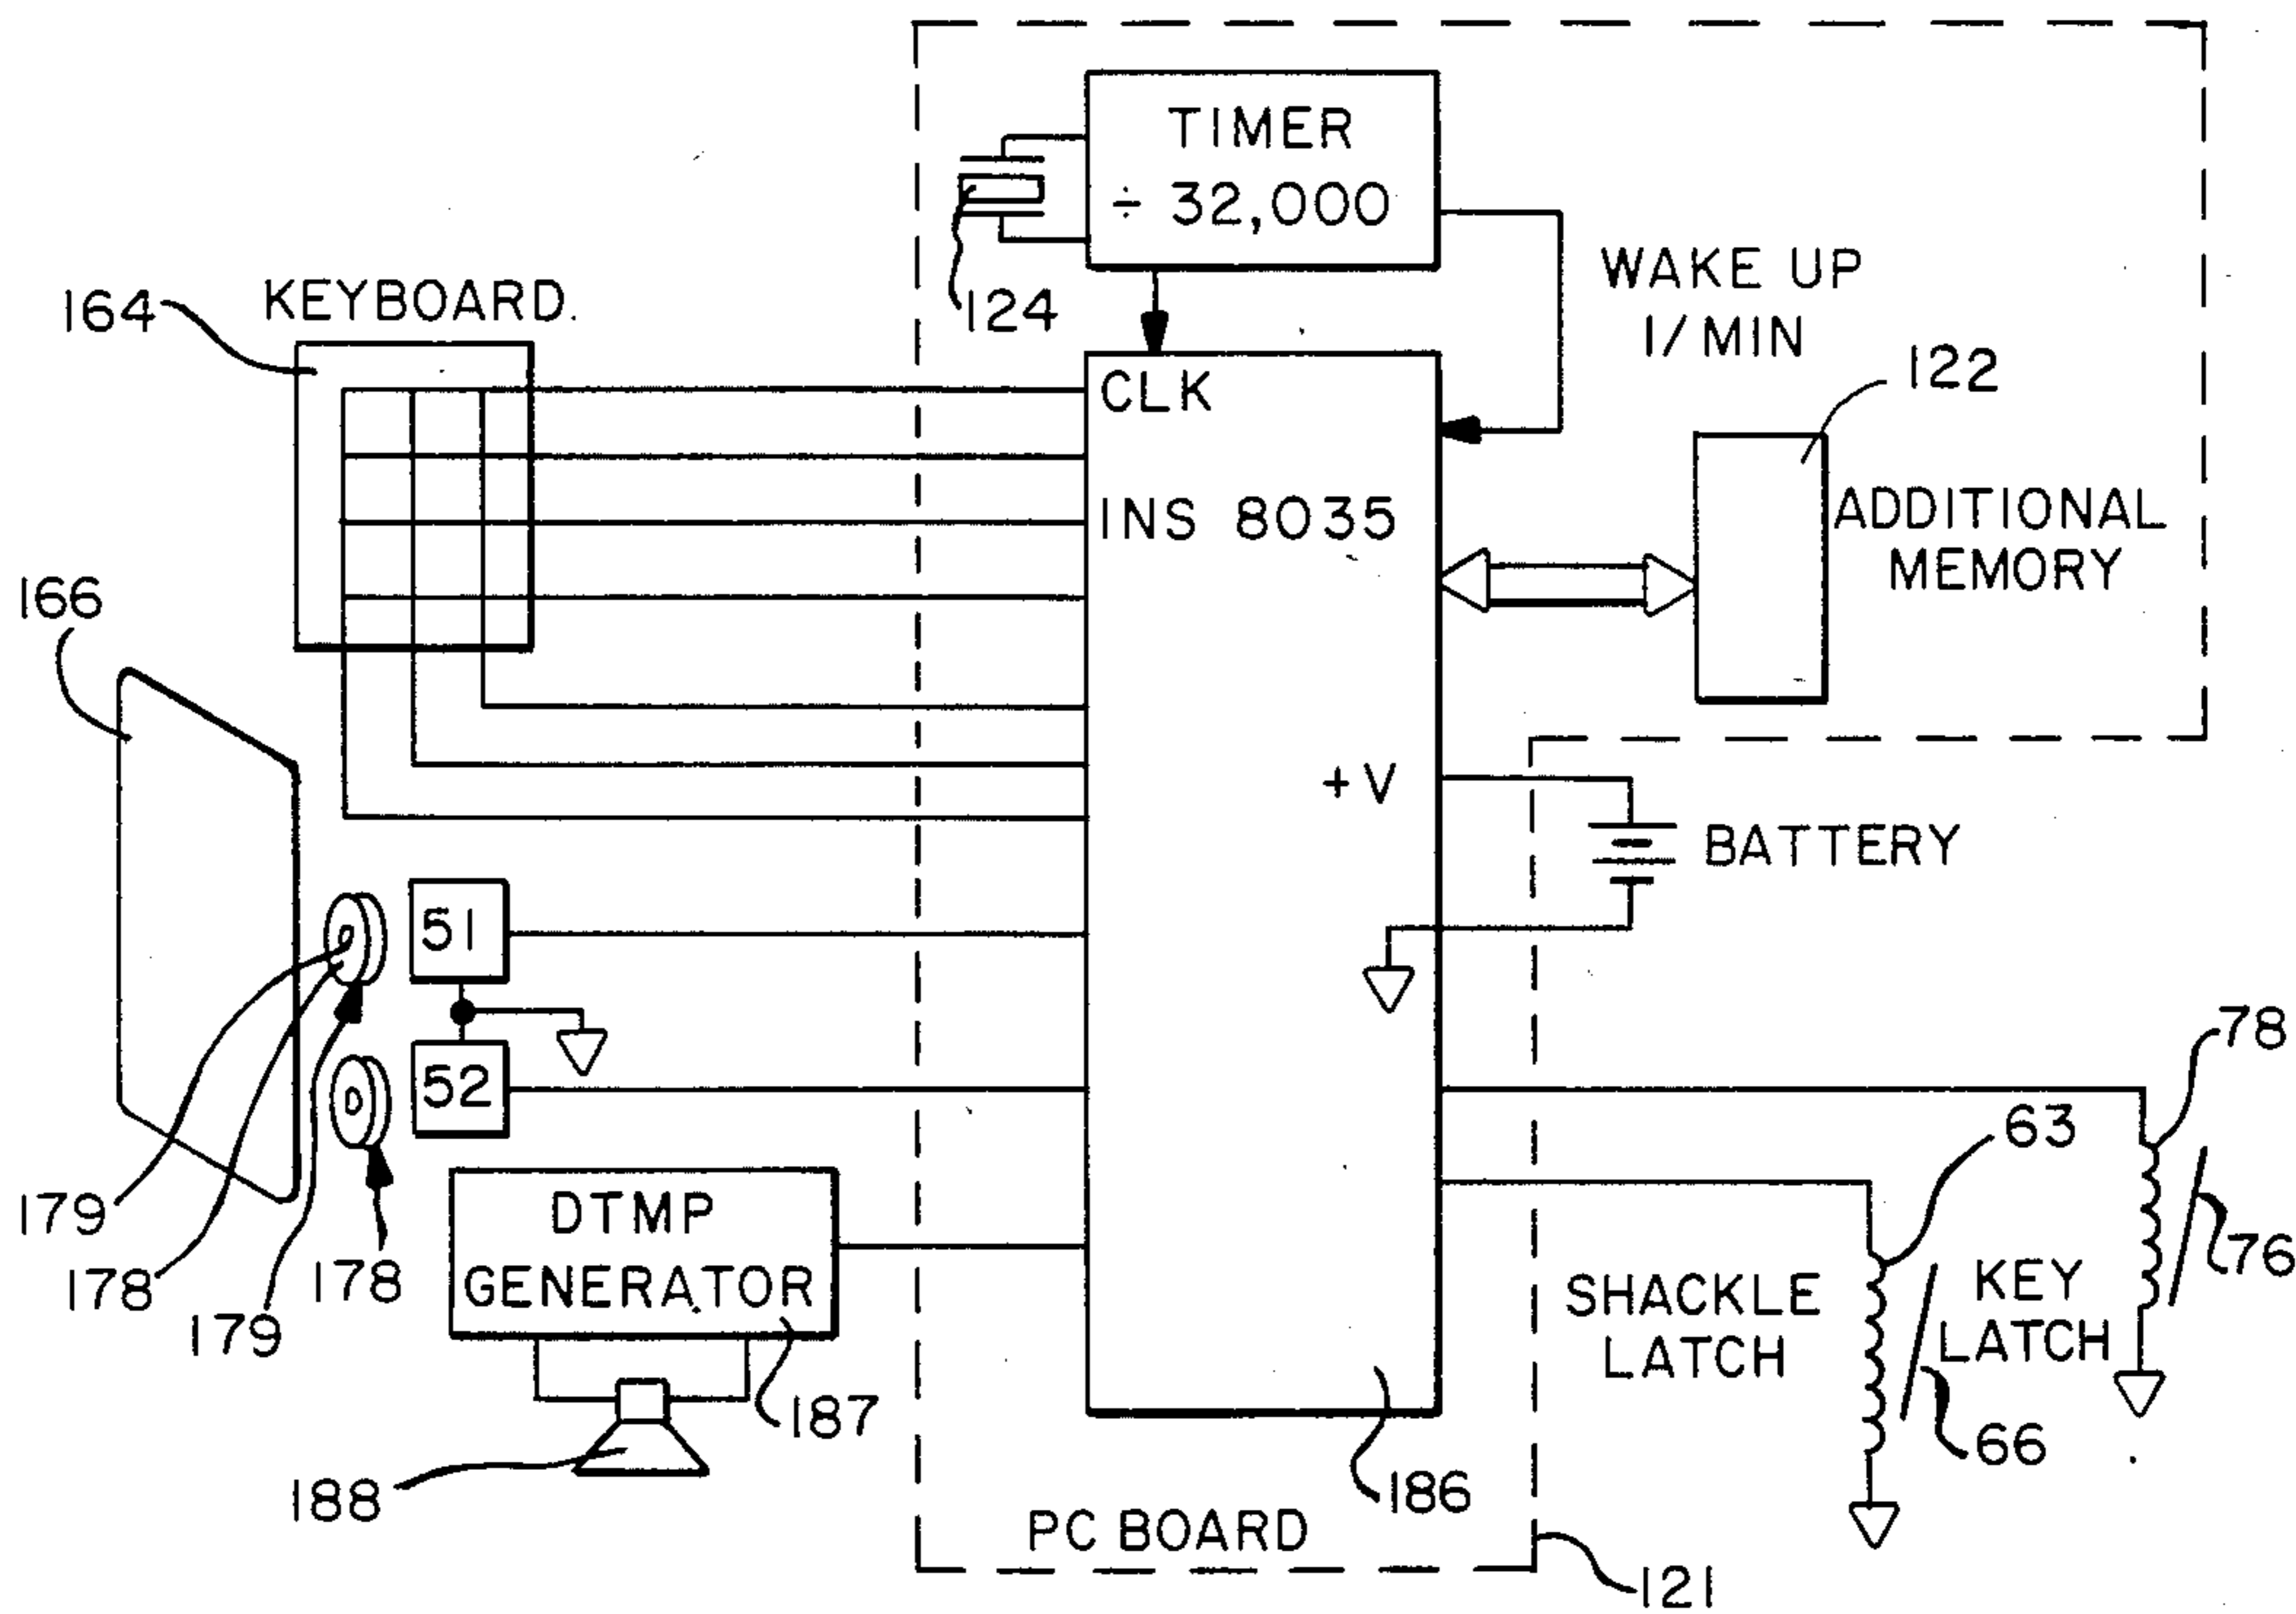 TIMER
÷ 32,000
124
WAKE UP
1/MIN
164
KEYBOARD
CLK
122
INS 8035
ADDITIONAL
MEMORY
166
+V
BATTERY
51
52
78
63
179
178
179
178
DTMP
GENERATOR
76
SHACKLE
LATCH
KEY
LATCH
187
66
188
186
PC BOARD
121